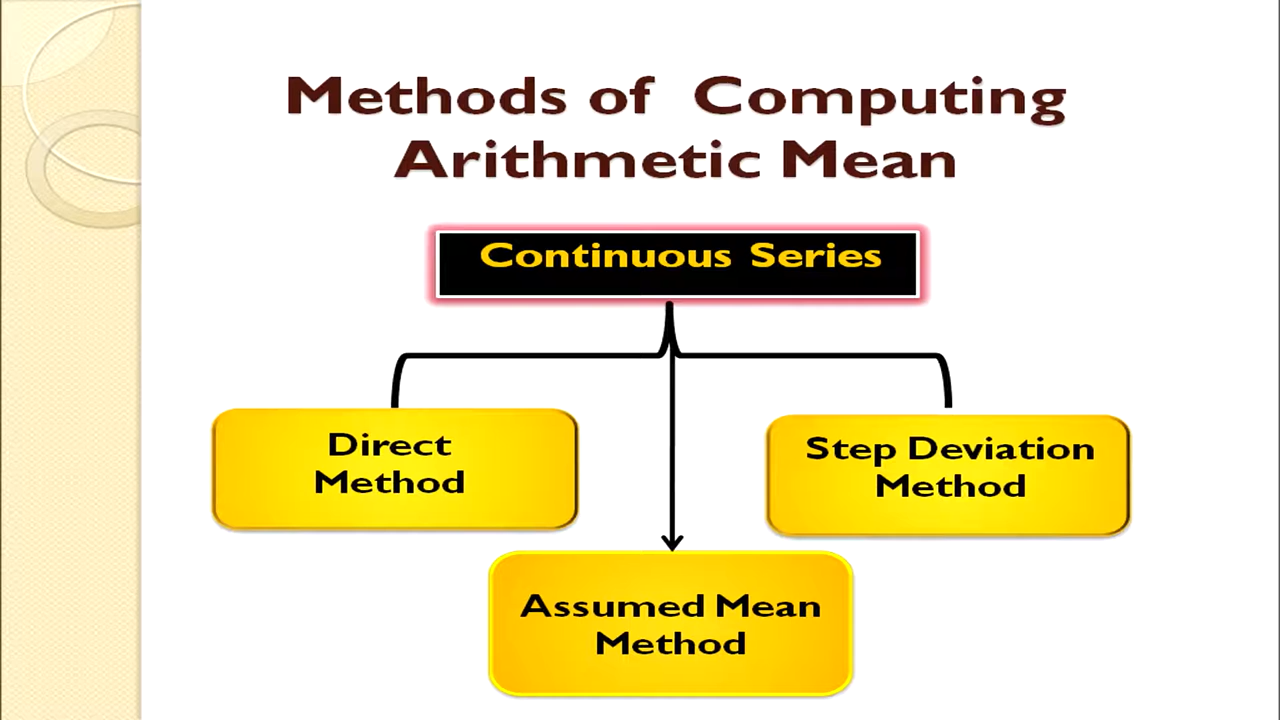 Methods of Computing
Arithmetic Mean
Continuous Series
Direct
Method
Step Deviation
Method
Assumed Mean
Method